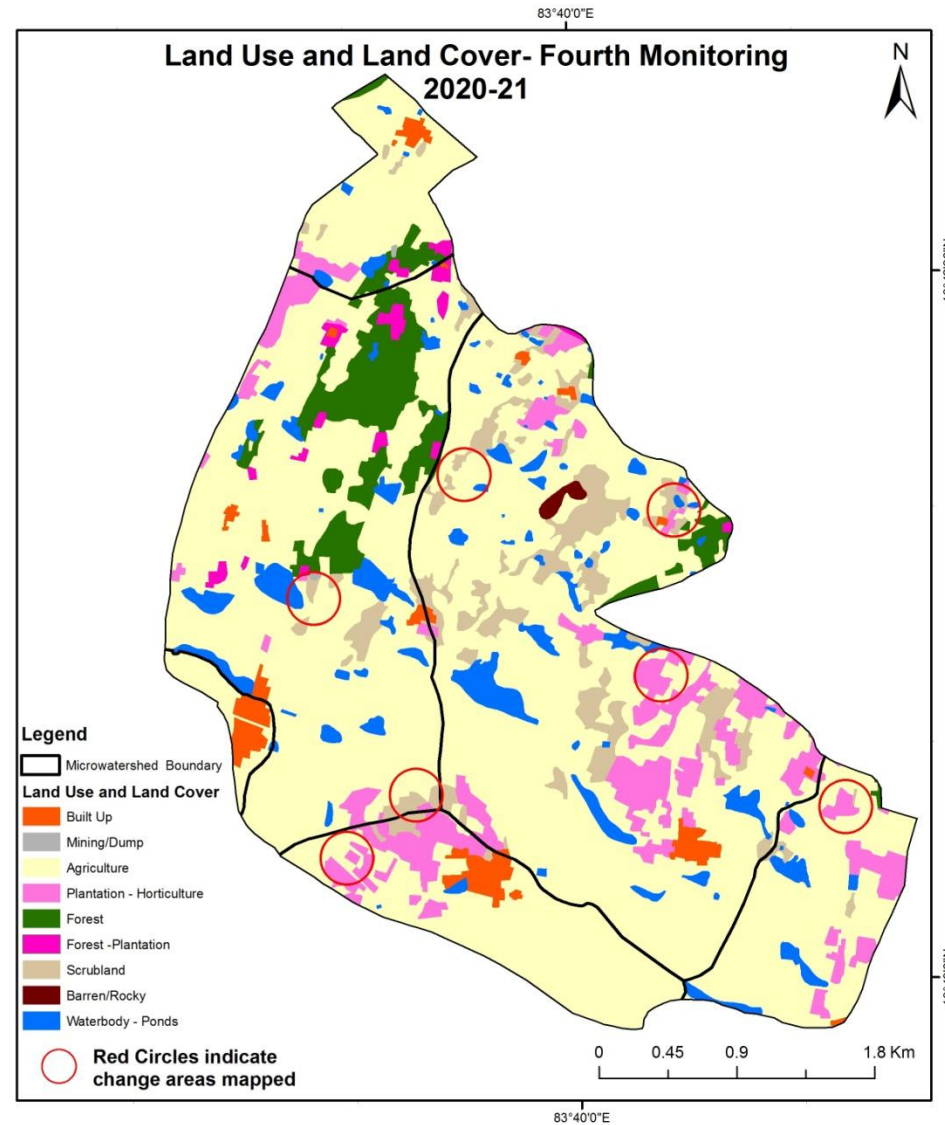 83°40'0"E
Land Use and Land Cover- Fourth Monitoring
2020-21
N
Legend
Microwatershed Boundary
Land Use and Land Cover
Built Up
Mining/Dump
Agriculture
Plantation - Horticulture
Forest
Forest -Plantation
Scrubland
Barren/Rocky
Waterbody - Ponds
Red Circles indicate
change areas mapped
0 0.45 0.9 1.8 Km
83°40'0"E